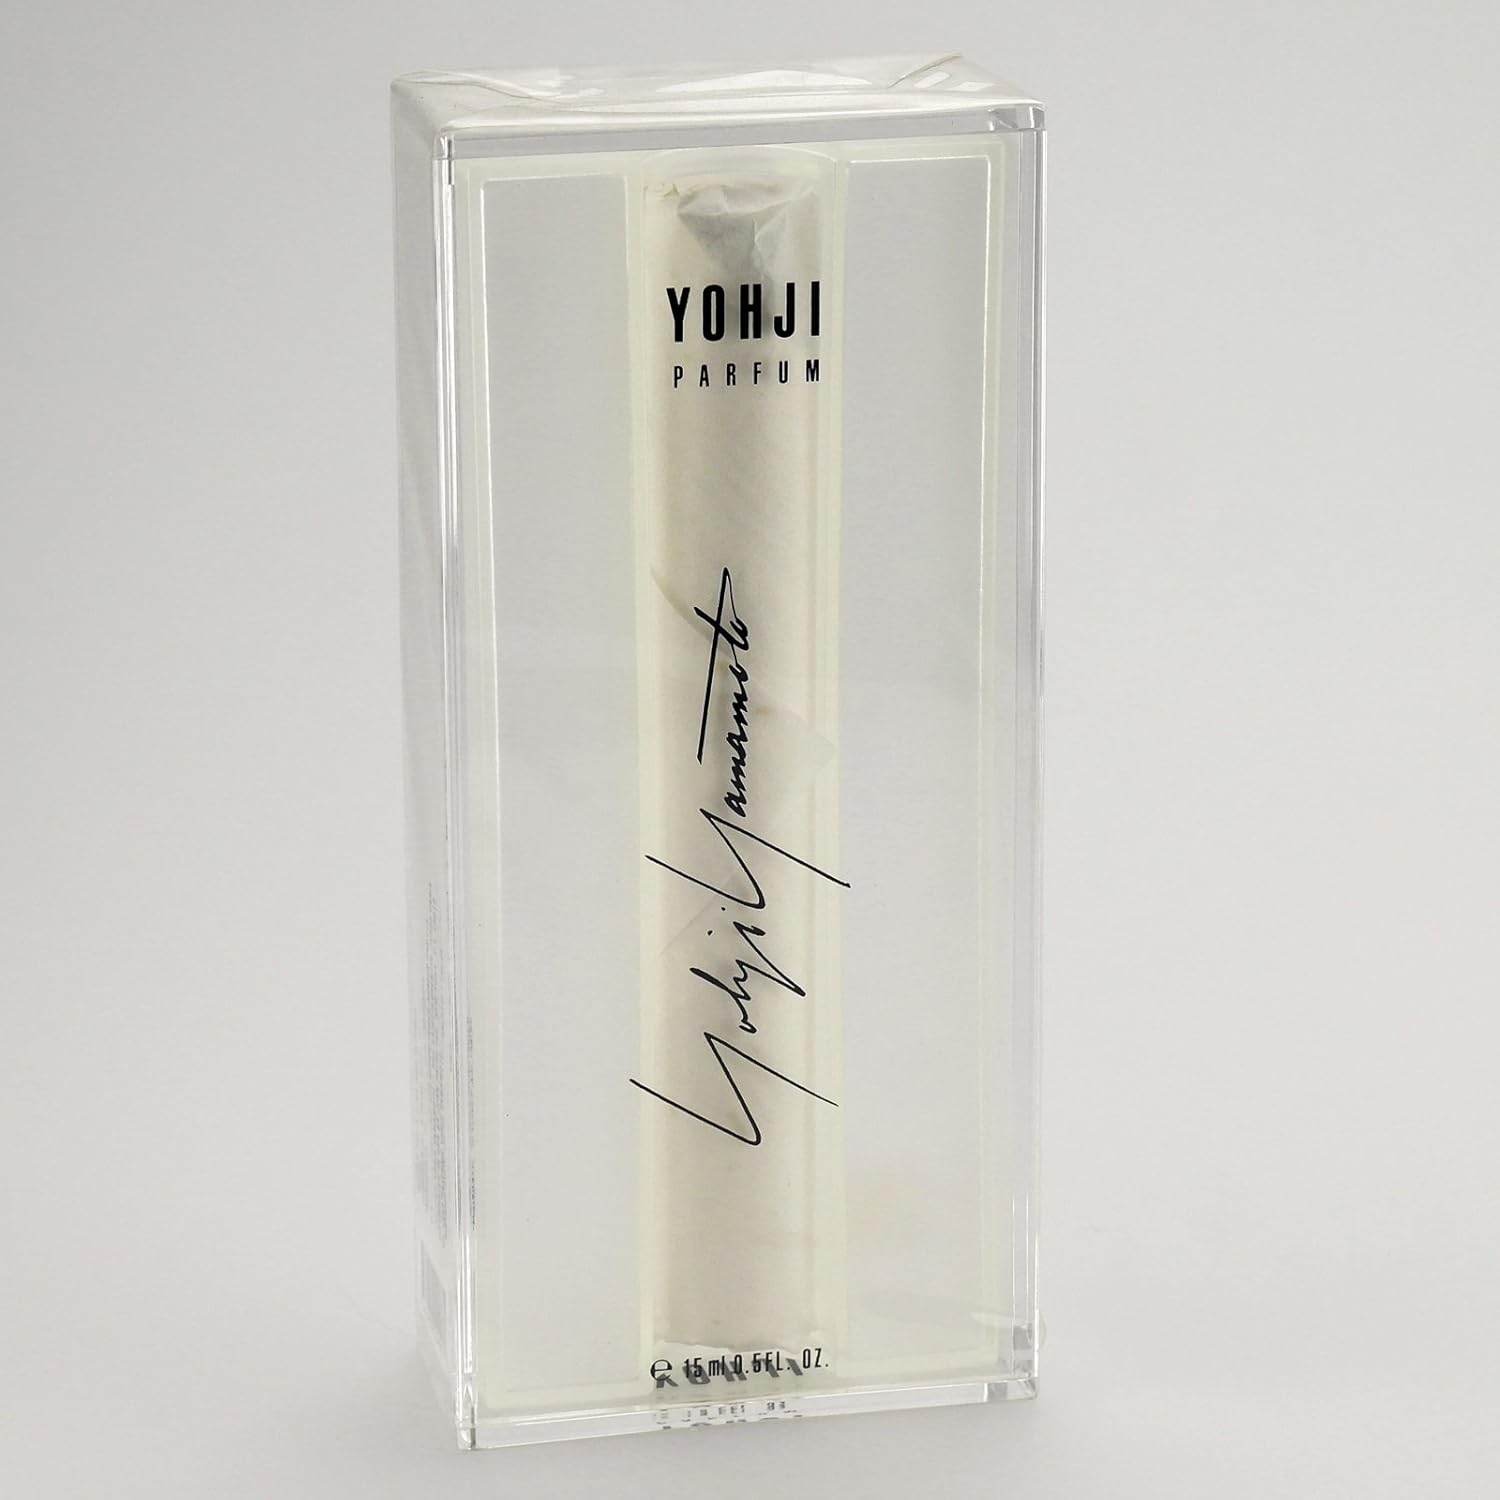 YOHJI
PARFUM
Yohji Yamamoto
℮ 15ml 0.5FL. OZ.